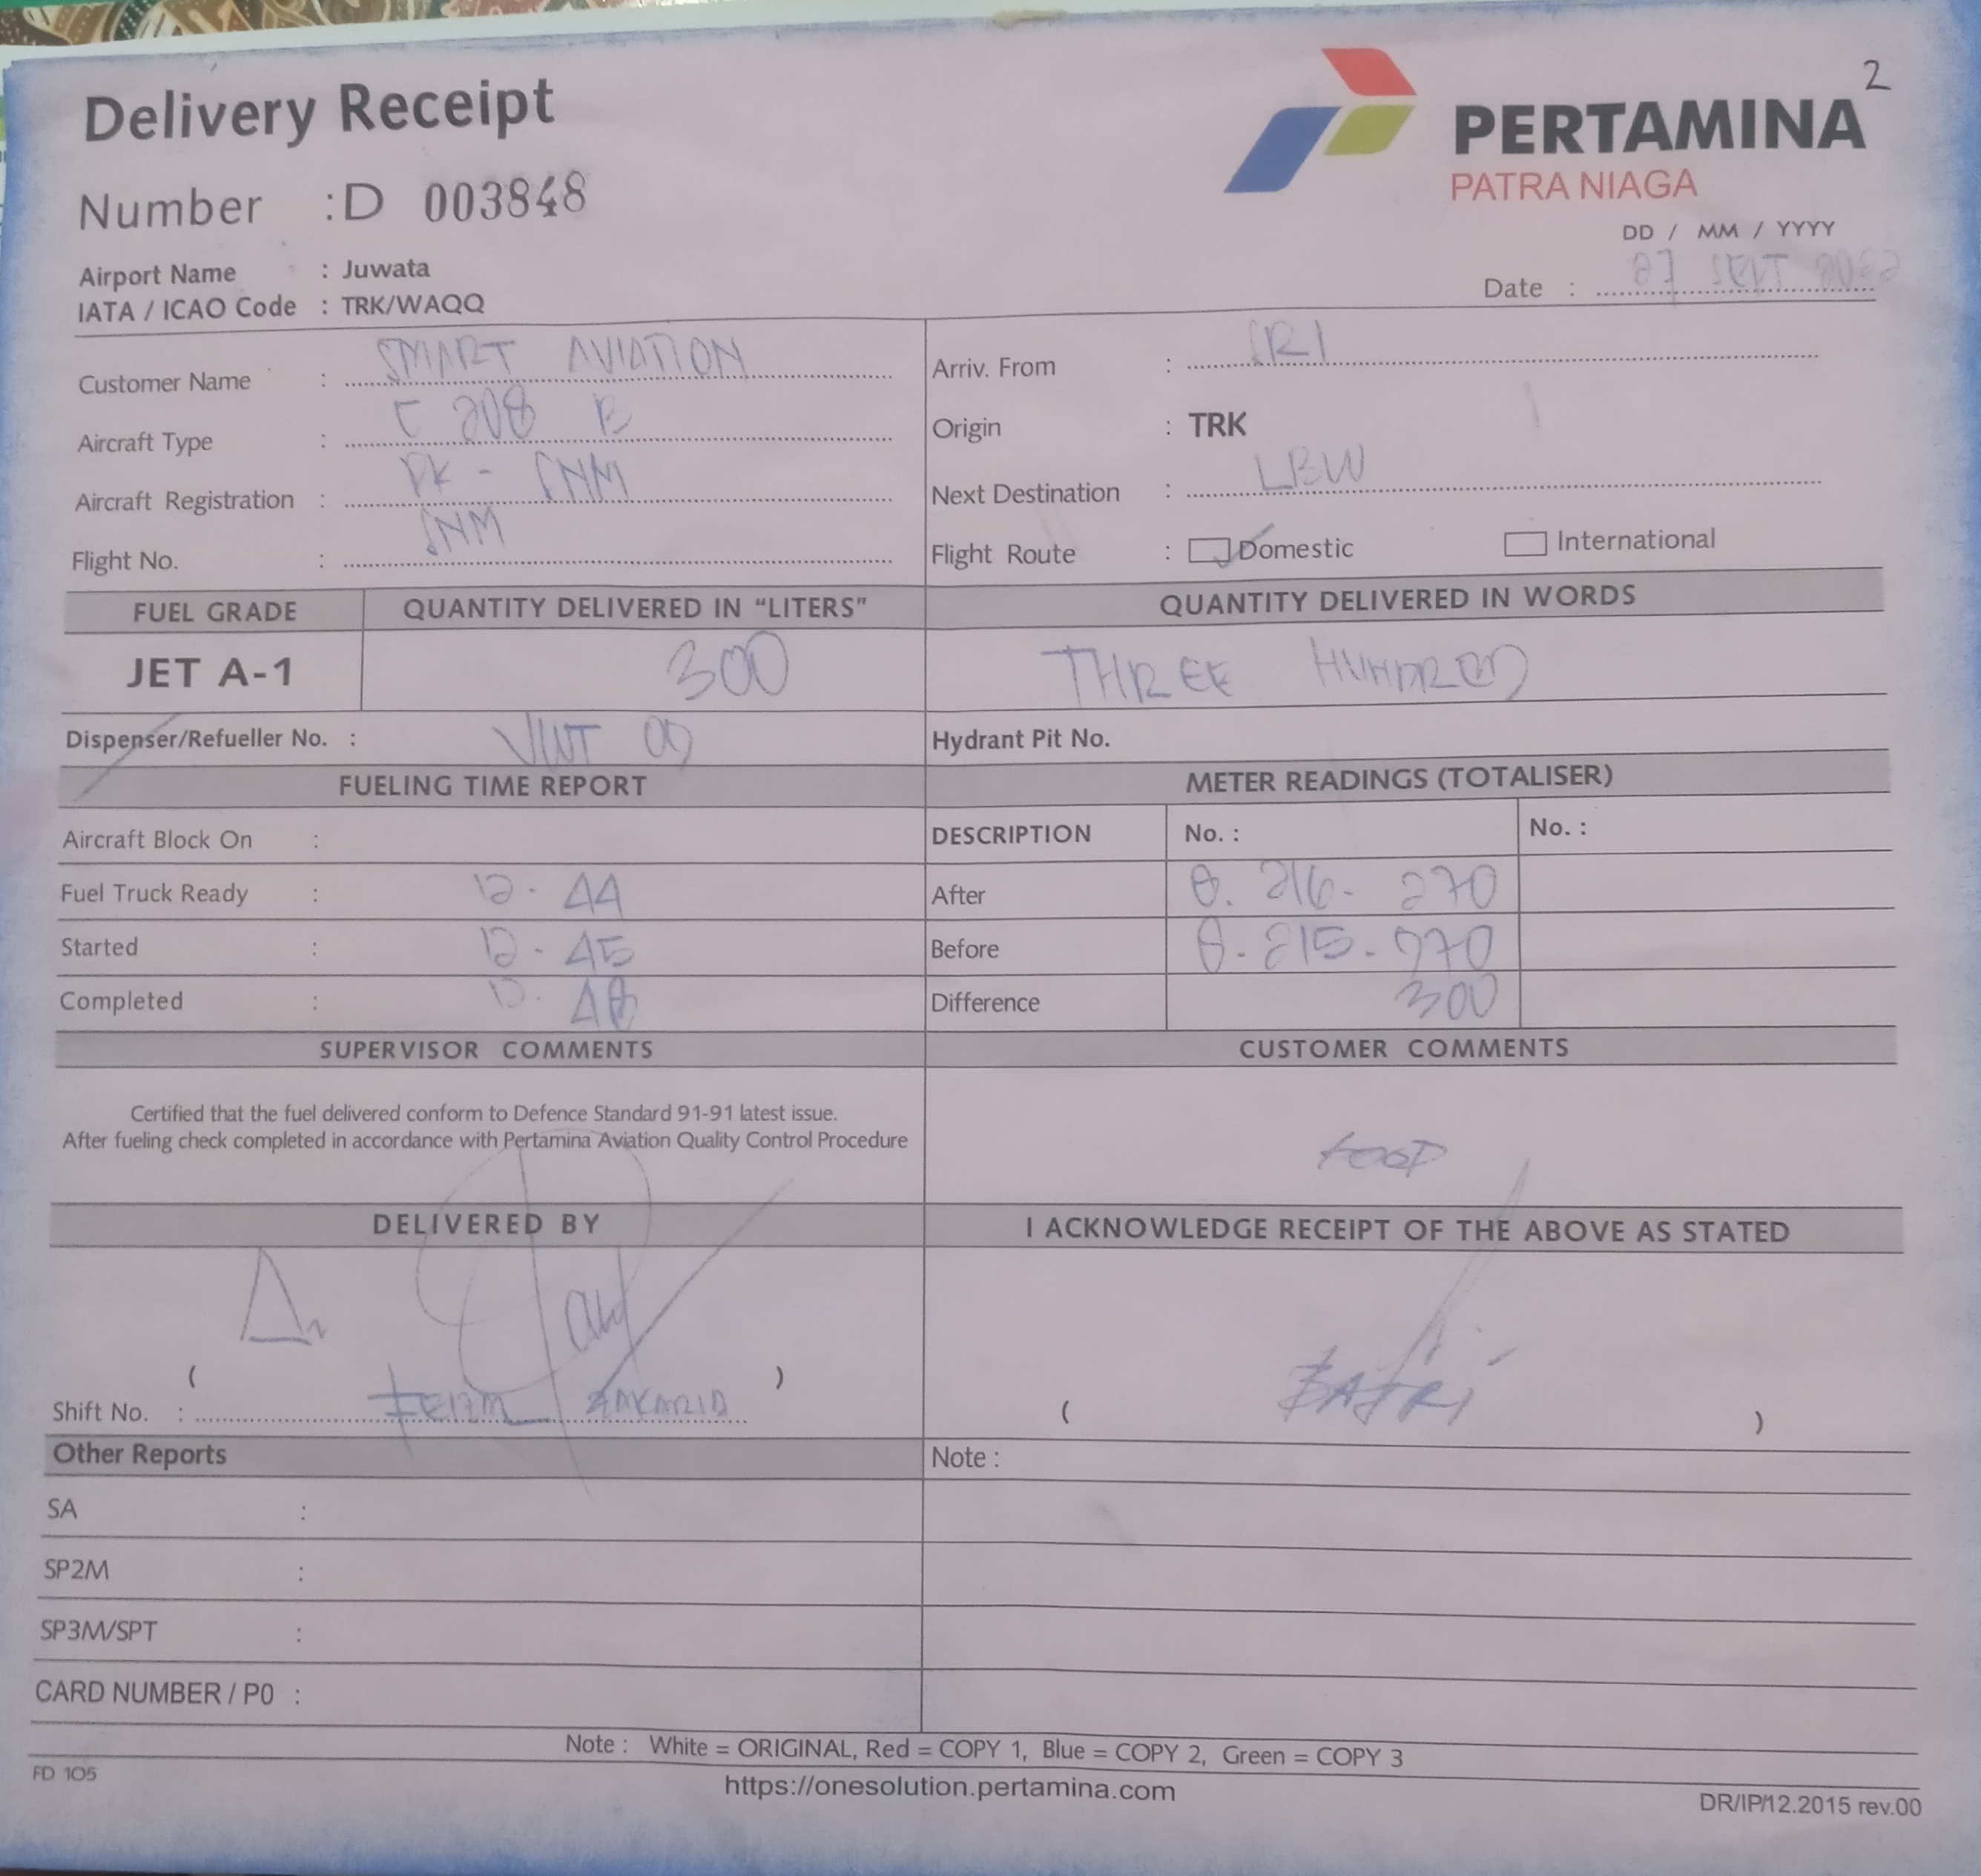 2
Delivery Receipt
PERTAMINA
PATRA NIAGA
Number : D 003848
DD / MM / YYYY
Airport Name : Juwata
Date : 27 SEPT
IATA / ICAO Code : TRK/WAQQ
Customer Name : SMART AVIATION
Arriv. From : SRI
Aircraft Type : C 208 B
Origin : TRK
Aircraft Registration : PK - SNM
Next Destination : LBW
Flight No. : SNM
Flight Route : Domestic International
FUEL GRADE QUANTITY DELIVERED IN “LITERS” QUANTITY DELIVERED IN WORDS
JET A-1 300 THREE HUNDRED
Dispenser/Refueller No. :
Hydrant Pit No.
FUELING TIME REPORT METER READINGS (TOTALISER)
Aircraft Block On :
DESCRIPTION No. : No. :
Fuel Truck Ready : 12.44
After 8.216.270
Started : 12.45
Before 8.215.970
Completed : 12.48
Difference 300
SUPERVISOR COMMENTS CUSTOMER COMMENTS
Certified that the fuel delivered conform to Defence Standard 91-91 latest issue.
After fueling check completed in accordance with Pertamina Aviation Quality Control Procedure
GOOD
DELIVERED BY I ACKNOWLEDGE RECEIPT OF THE ABOVE AS STATED
( )
Shift No. :
( )
Other Reports Note :
SA :
SP2M :
SP3M/SPT :
CARD NUMBER / P0 :
Note : White = ORIGINAL, Red = COPY 1, Blue = COPY 2, Green = COPY 3
FD 105
https://onesolution.pertamina.com
DR/IP/12.2015 rev.00